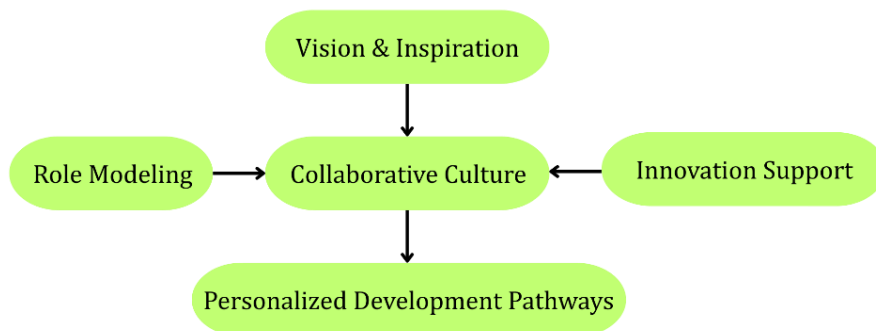 Vision & Inspiration
Role Modeling
Collaborative Culture
Innovation Support
Personalized Development Pathways